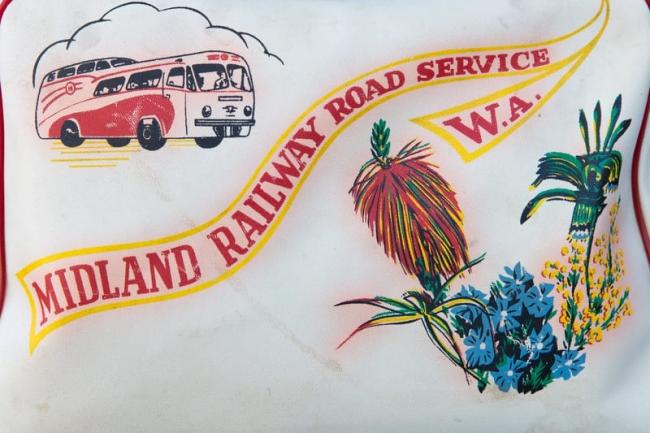 MIDLAND RAILWAY ROAD SERVICE
W.A.